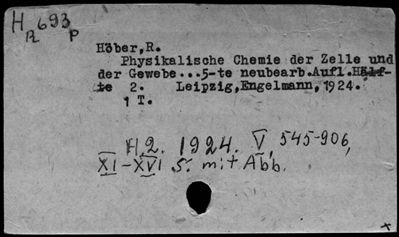 H 693
R P
Höber,R.
Physikalische Chemie der Zelle und
der Gewebe...5-te neubearb.Aufl.Hälf-
te 2. Leipzig,Engelmann,1924.
1 T.
H.2. 1924. V, 545-906,
XI-XVI S. mit Abb.